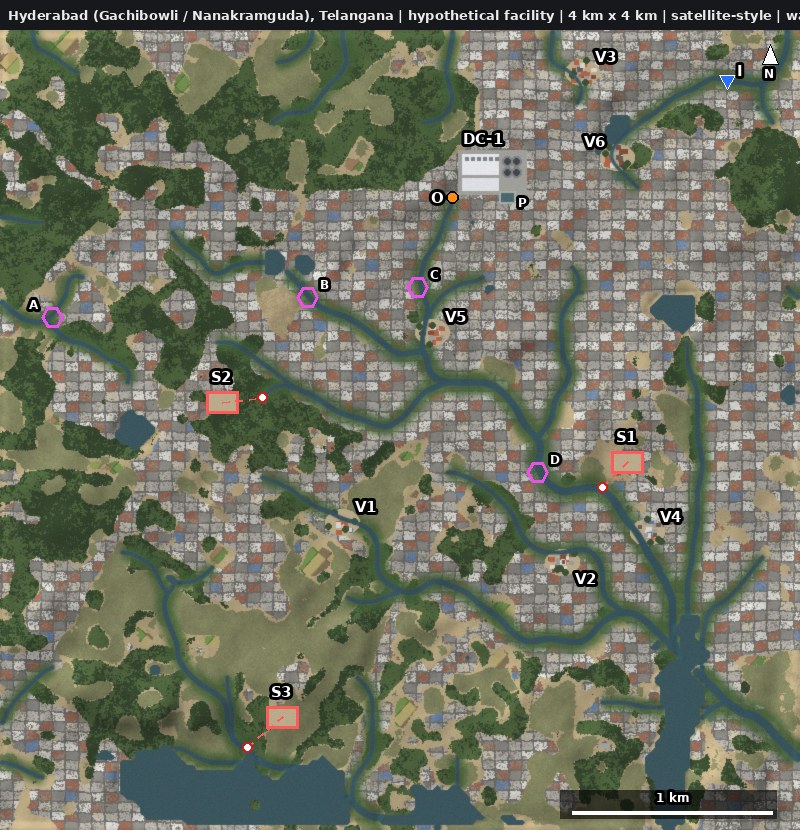 Hyderabad (Gachibowli / Nanakramguda), Telangana | hypothetical facility | 4 km x 4 km | satellite-style | wa
V3
I
N
DC-1
V6
O
P
C
B
A
V5
S2
S1
D
V1
V4
V2
S3
1 km